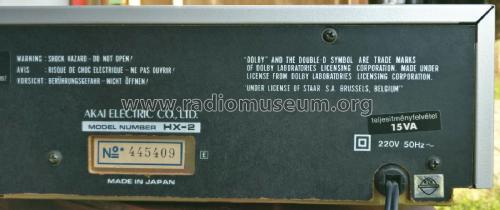 WARNING : SHOCK HAZARD - DO NOT OPEN!
AVIS : RISQUE DE CHOC ELECTRIQUE - NE PAS OUVRIR!
VORSICHT: BERÜHRUNGSGEFAHR - NICHT ÖFFNEN!
"DOLBY" AND THE DOUBLE-D SYMBOL ARE TRADE MARKS
OF DOLBY LABORATORIES LICENSING CORPORATION. MADE UNDER
LICENSE FROM DOLBY LABORATORIES LICENSING CORPORATION.
"UNDER LICENSE OF STAAR S.A. BRUSSELS, BELGIUM"
www.radiomuseum.org
AKAI ELECTRIC CO., LTD.
MODEL NUMBER HX-2
No 445409
E
MADE IN JAPAN
teljesítményfelvétel
15VA
220V 50Hz~